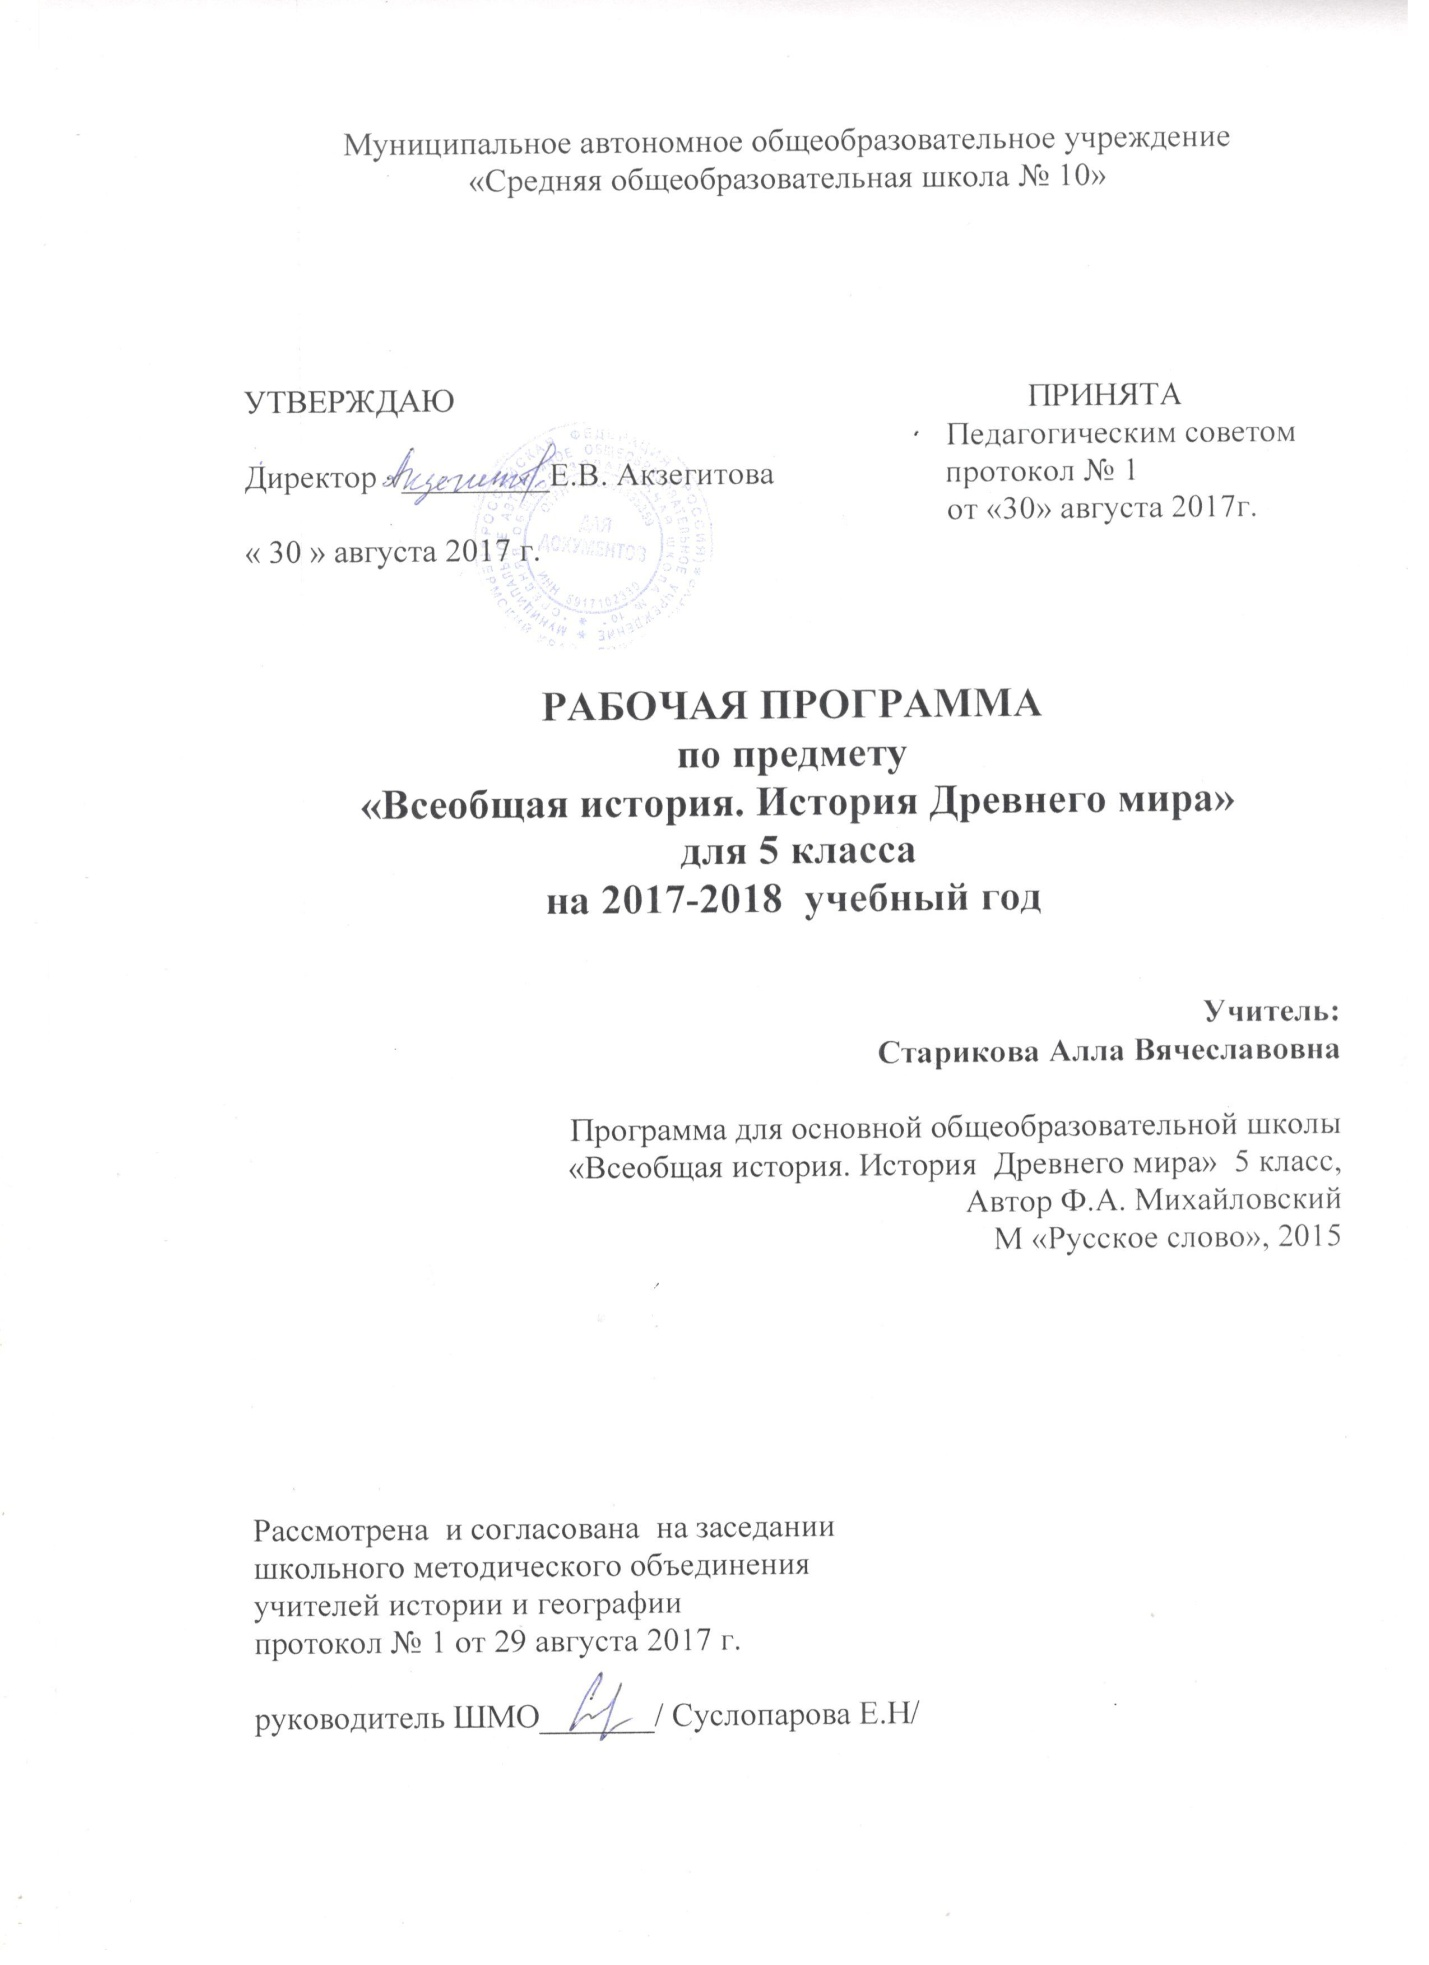 Муниципальное автономное общеобразовательное учреждение
«Средняя общеобразовательная школа № 10»
УТВЕРЖДАЮ
Директор __________Е.В. Акзегитова
« 30 » августа 2017 г.
ПРИНЯТА
Педагогическим советом
протокол № 1
от «30» августа 2017г.
ДЛЯ
ДОКУМЕНТОВ
РАБОЧАЯ ПРОГРАММА
по предмету
«Всеобщая история. История Древнего мира»
для 5 класса
на 2017-2018 учебный год
Учитель:
Старикова Алла Вячеславовна
Программа для основной общеобразовательной школы
«Всеобщая история. История Древнего мира» 5 класс,
Автор Ф.А. Михайловский
М «Русское слово», 2015
Рассмотрена и согласована на заседании
школьного методического объединения
учителей истории и географии
протокол № 1 от 29 августа 2017 г.
руководитель ШМО_______/ Суслопарова Е.Н/